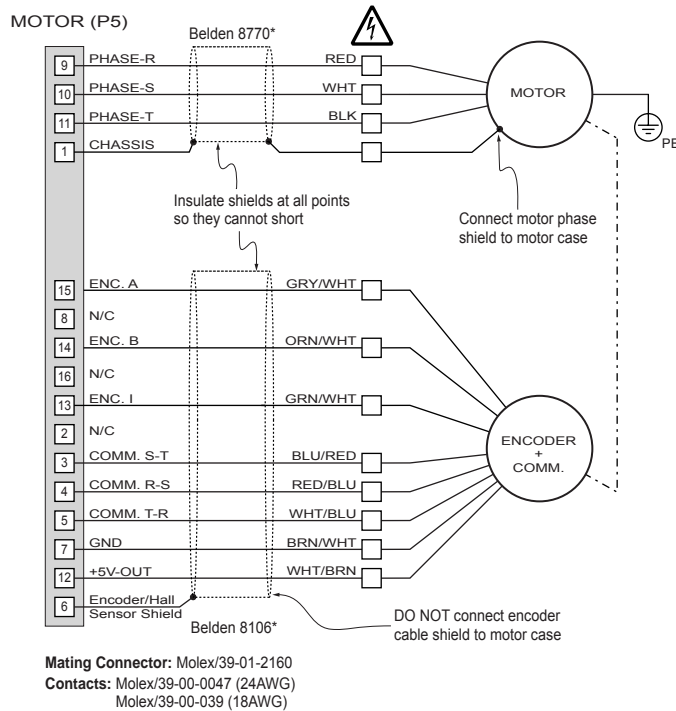 MOTOR (P5)
Belden 8770*
9 PHASE-R RED
10 PHASE-S WHT
11 PHASE-T BLK
1 CHASSIS
MOTOR
PE
Insulate shields at all points
so they cannot short
Connect motor phase
shield to motor case
15 ENC. A GRY/WHT
8 N/C
14 ENC. B ORN/WHT
16 N/C
13 ENC. I GRN/WHT
2 N/C
3 COMM. S-T BLU/RED
4 COMM. R-S RED/BLU
5 COMM. T-R WHT/BLU
7 GND BRN/WHT
12 +5V-OUT WHT/BRN
6 Encoder/Hall
Sensor Shield
ENCODER
+
COMM.
Belden 8106*
DO NOT connect encoder
cable shield to motor case
Mating Connector: Molex/39-01-2160
Contacts: Molex/39-00-0047 (24AWG)
Molex/39-00-039 (18AWG)